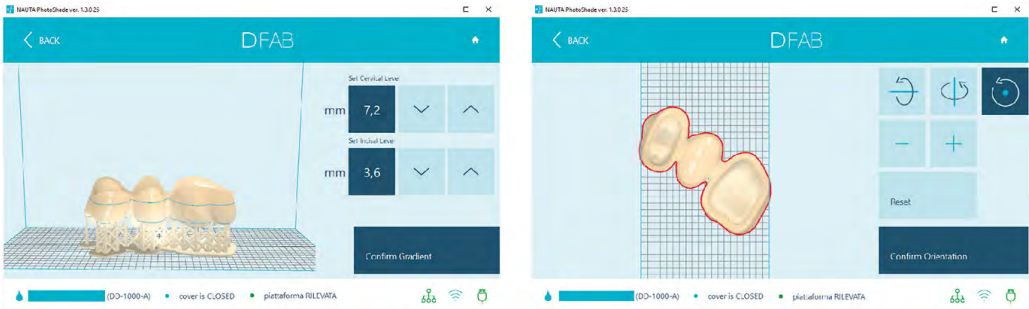 NAUTA PhotoShade ver. 1.3.0.25
BACK
DFAB
Set Cervical Level
mm
7,2
Set Incisal Level
mm
3,6
Confirm Gradient
(DD-1000-A)
cover is CLOSED
piattaforma RILEVATA
NAUTA PhotoShade ver. 1.3.0.25
BACK
DFAB
Reset
Confirm Orientation
(DD-1000-A)
cover is CLOSED
piattaforma RILEVATA